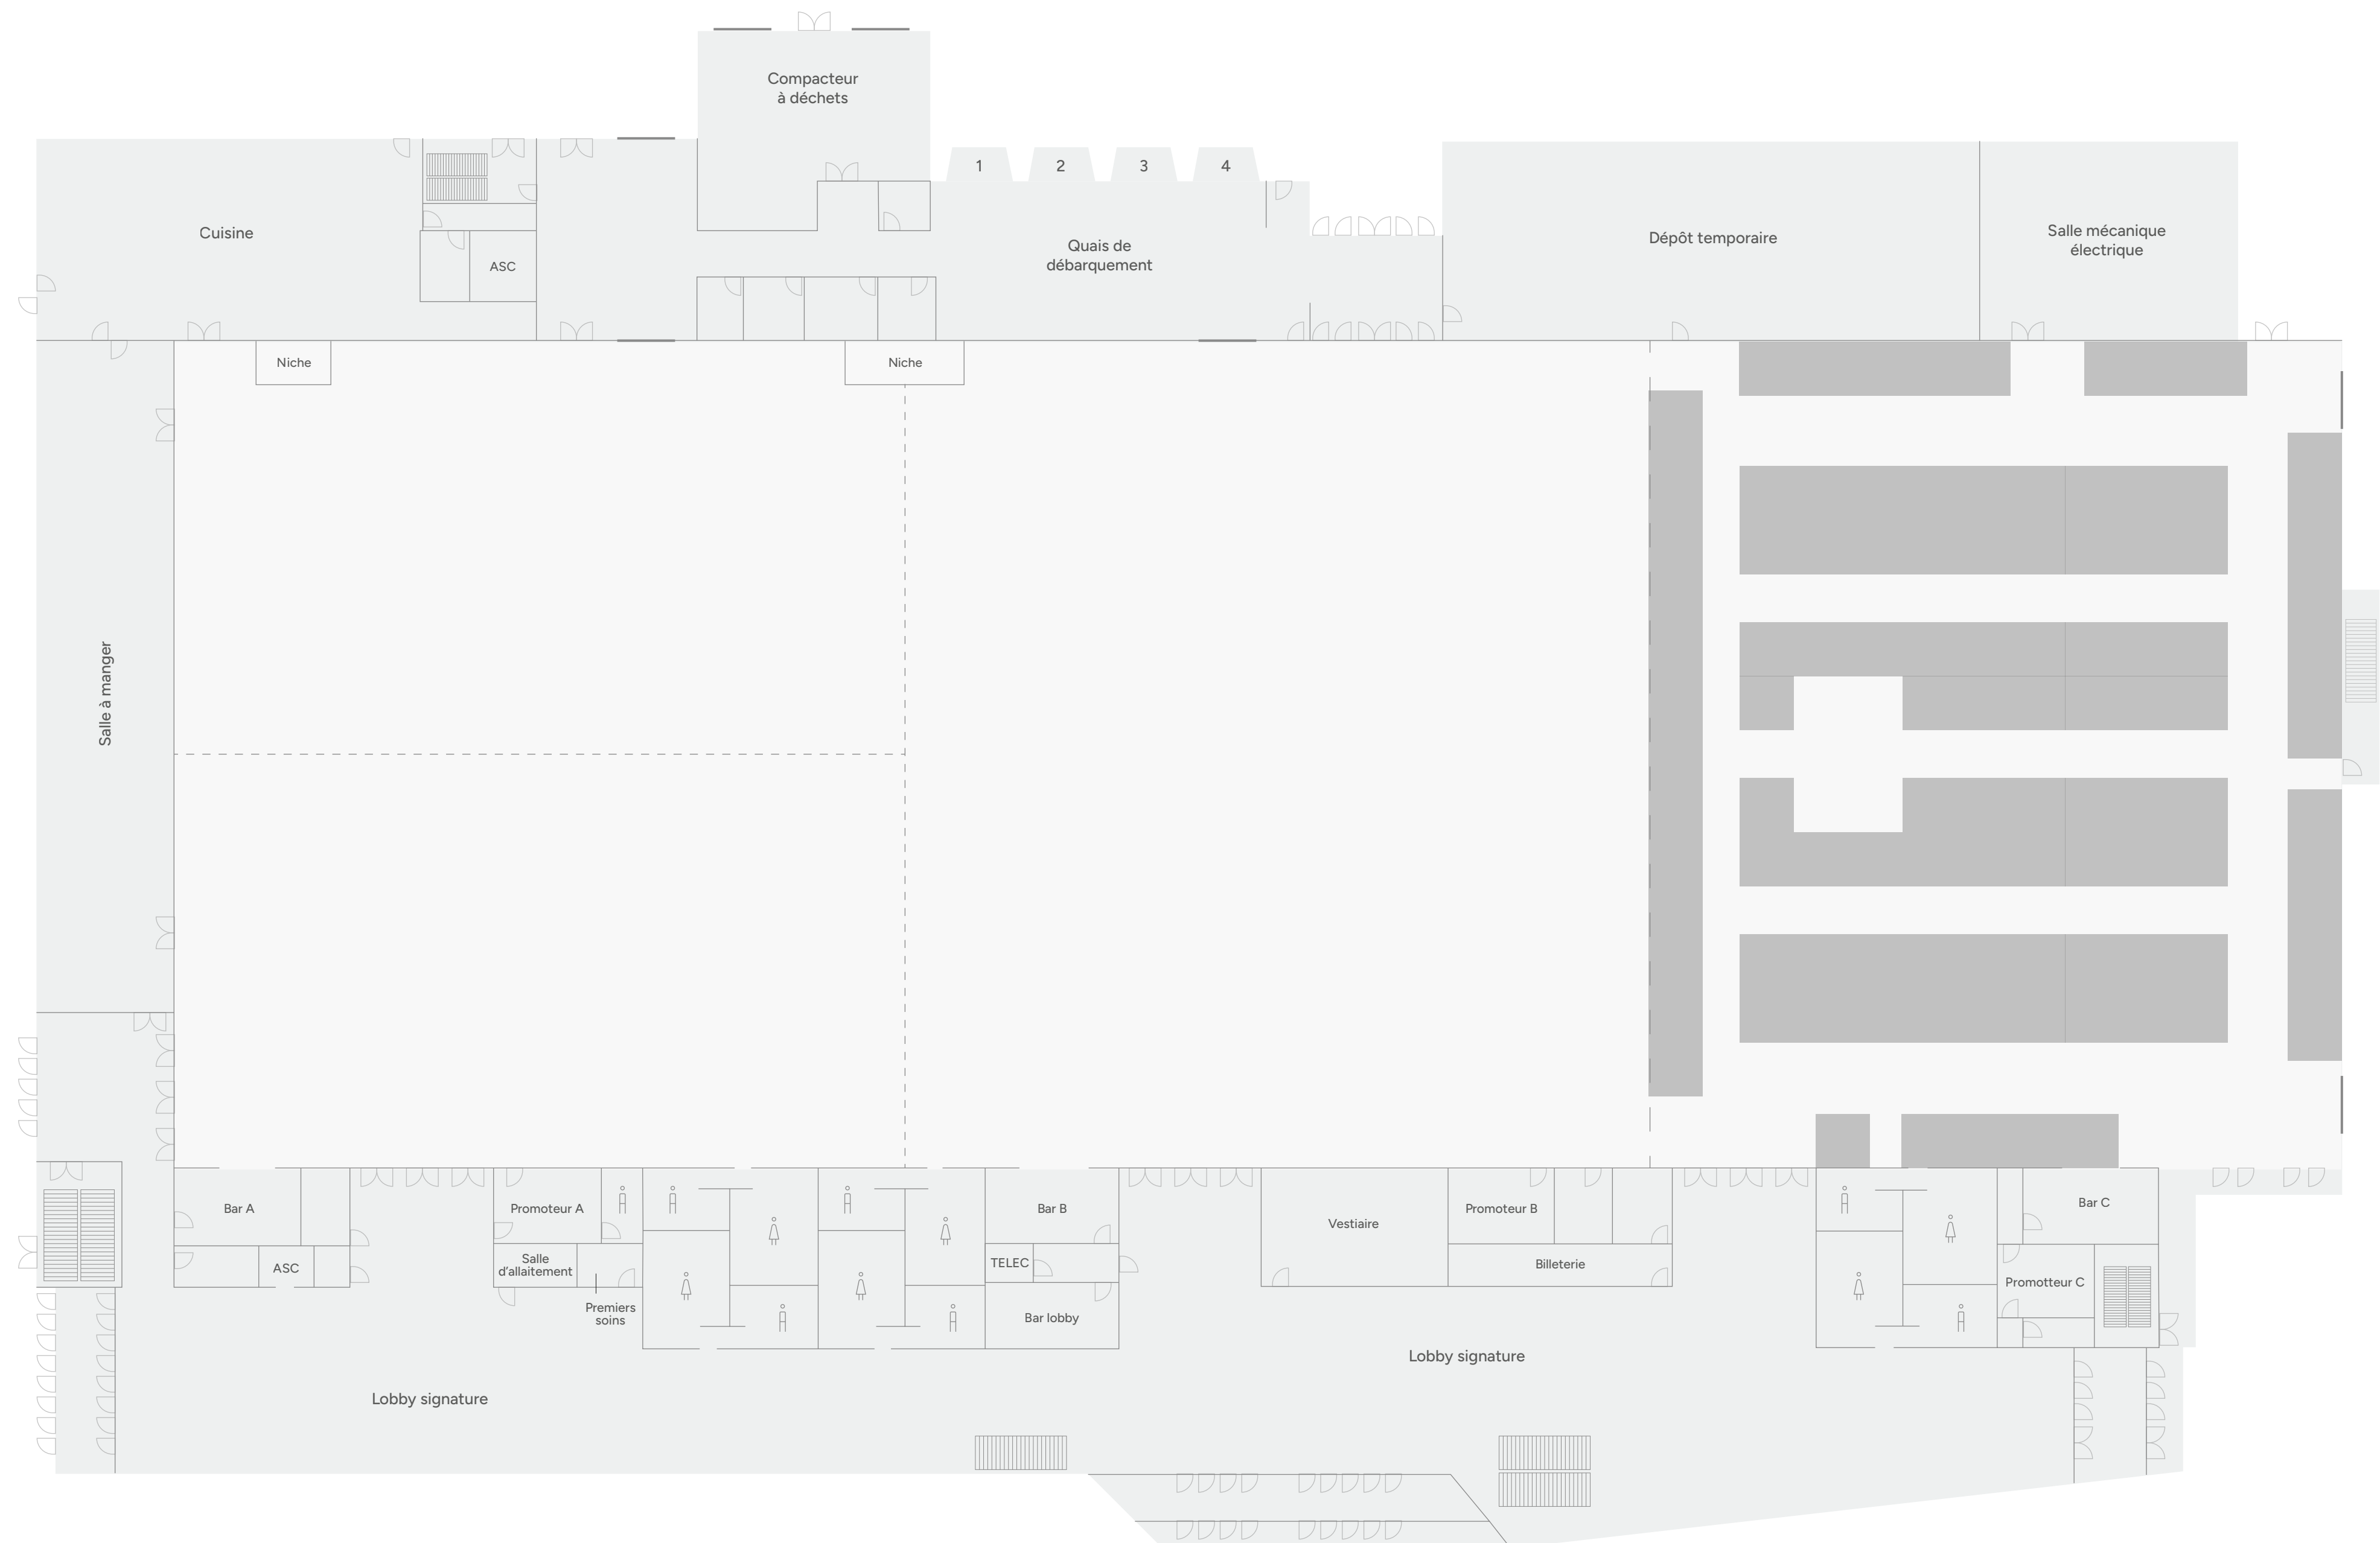 Compacteur
à déchets
1
2
3
4
Cuisine
ASC
Quais de
débarquement
Dépôt temporaire
Salle mécanique
électrique
Niche
Niche
Salle à manger
Bar A
ASC
Promoteur A
Salle
d'allaitement
Premiers
soins
Bar B
TELEC
Bar lobby
Vestiaire
Promoteur B
Billeterie
Bar C
Promotteur C
Lobby signature
Lobby signature